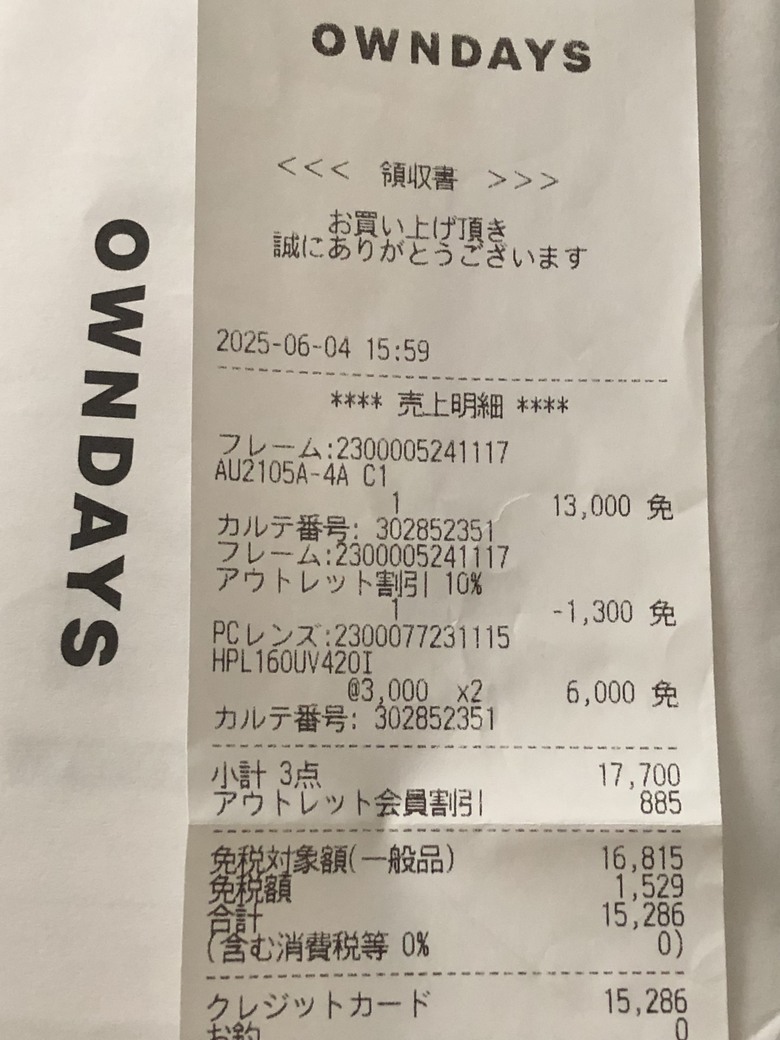 OWNDAYS
OWNDAYS
<<< 領収書 >>>
お買い上げ頂き
誠にありがとうございます
2025-06-04 15:59
**** 売上明細 ****
フレーム:2300005241117
AU2105A-4A C1
1 13,000 免
カルテ番号: 302852351
フレーム:2300005241117
アウトレット割引 10%
1 -1,300 免
PCレンズ:2300077231115
HPL160UV420I
@3,000 x2 6,000 免
カルテ番号: 302852351
小計 3点 17,700
アウトレット会員割引 885
免税対象額(一般品) 16,815
免税額 1,529
合計 15,286
(含む消費税等 0% 0)
クレジットカード 15,286
お釣 0